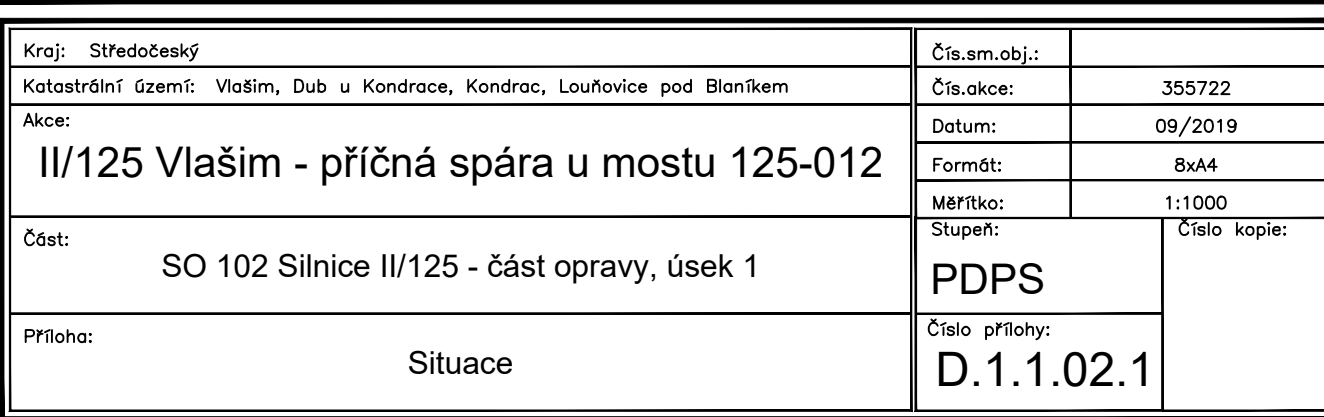 Kraj: Středočeský
Katastrální území: Vlašim, Dub u Kondrace, Kondrac, Louňovice pod Blaníkem
Akce:
II/125 Vlašim - příčná spára u mostu 125-012
Část:
SO 102 Silnice II/125 - část opravy, úsek 1
Příloha:
Situace
Čís.sm.obj.:
Čís.akce: 355722
Datum: 09/2019
Formát: 8xA4
Měřítko: 1:1000
Stupeň:
PDPS
Číslo kopie:
Číslo přílohy:
D.1.1.02.1